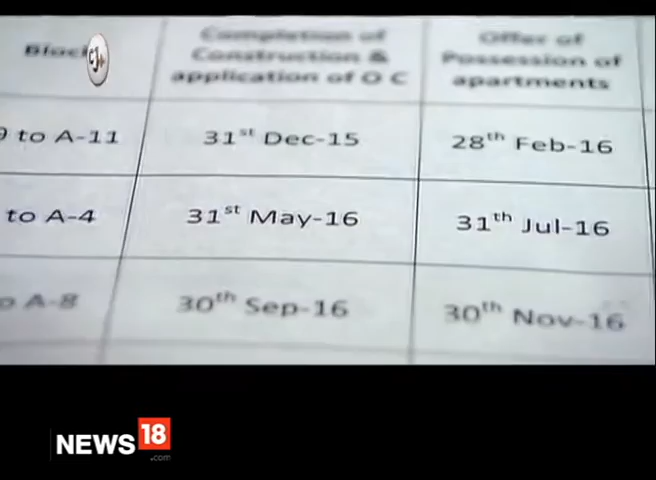 Block
Completion of
Construction &
application of O C
Offer of
Possession of
apartments
9 to A-11
31st Dec-15
28th Feb-16
to A-4
31st May-16
31th Jul-16
o A-8
30th Sep-16
30th Nov-16
NEWS 18
.com